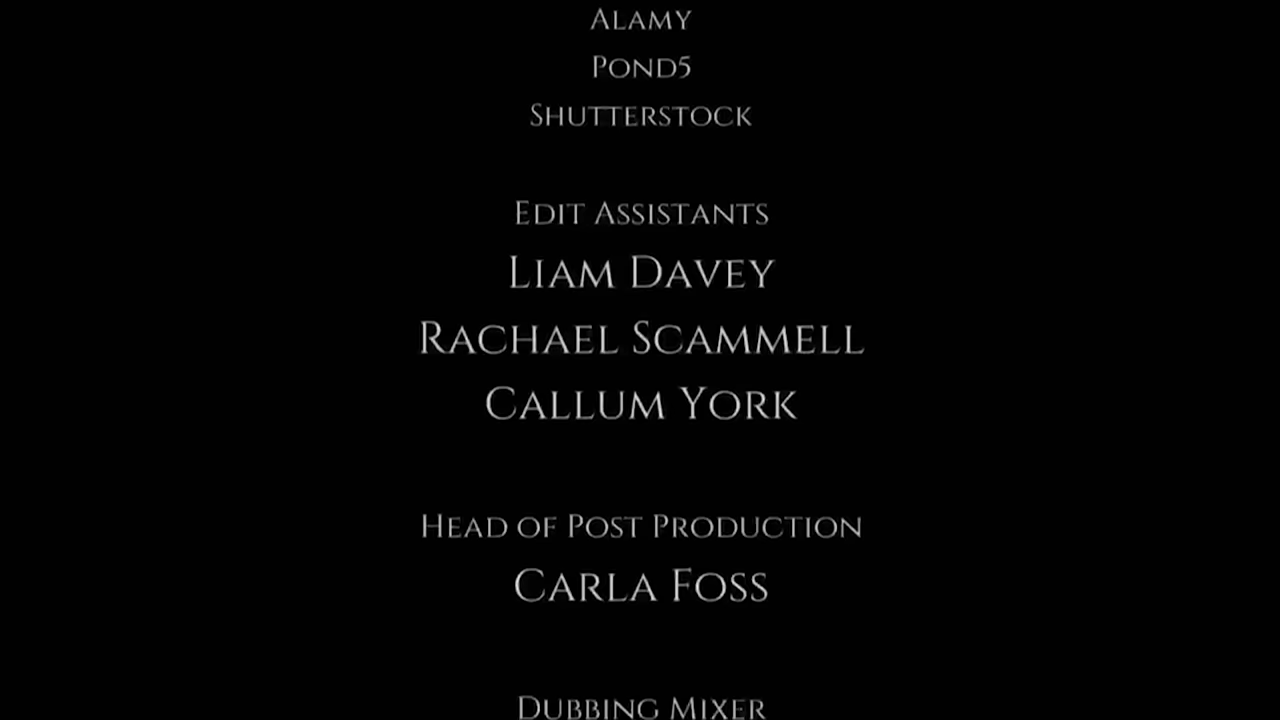 Alamy
Pond5
Shutterstock
Edit Assistants
Liam Davey
Rachael Scammell
Callum York
Head of Post Production
Carla Foss
Dubbing Mixer